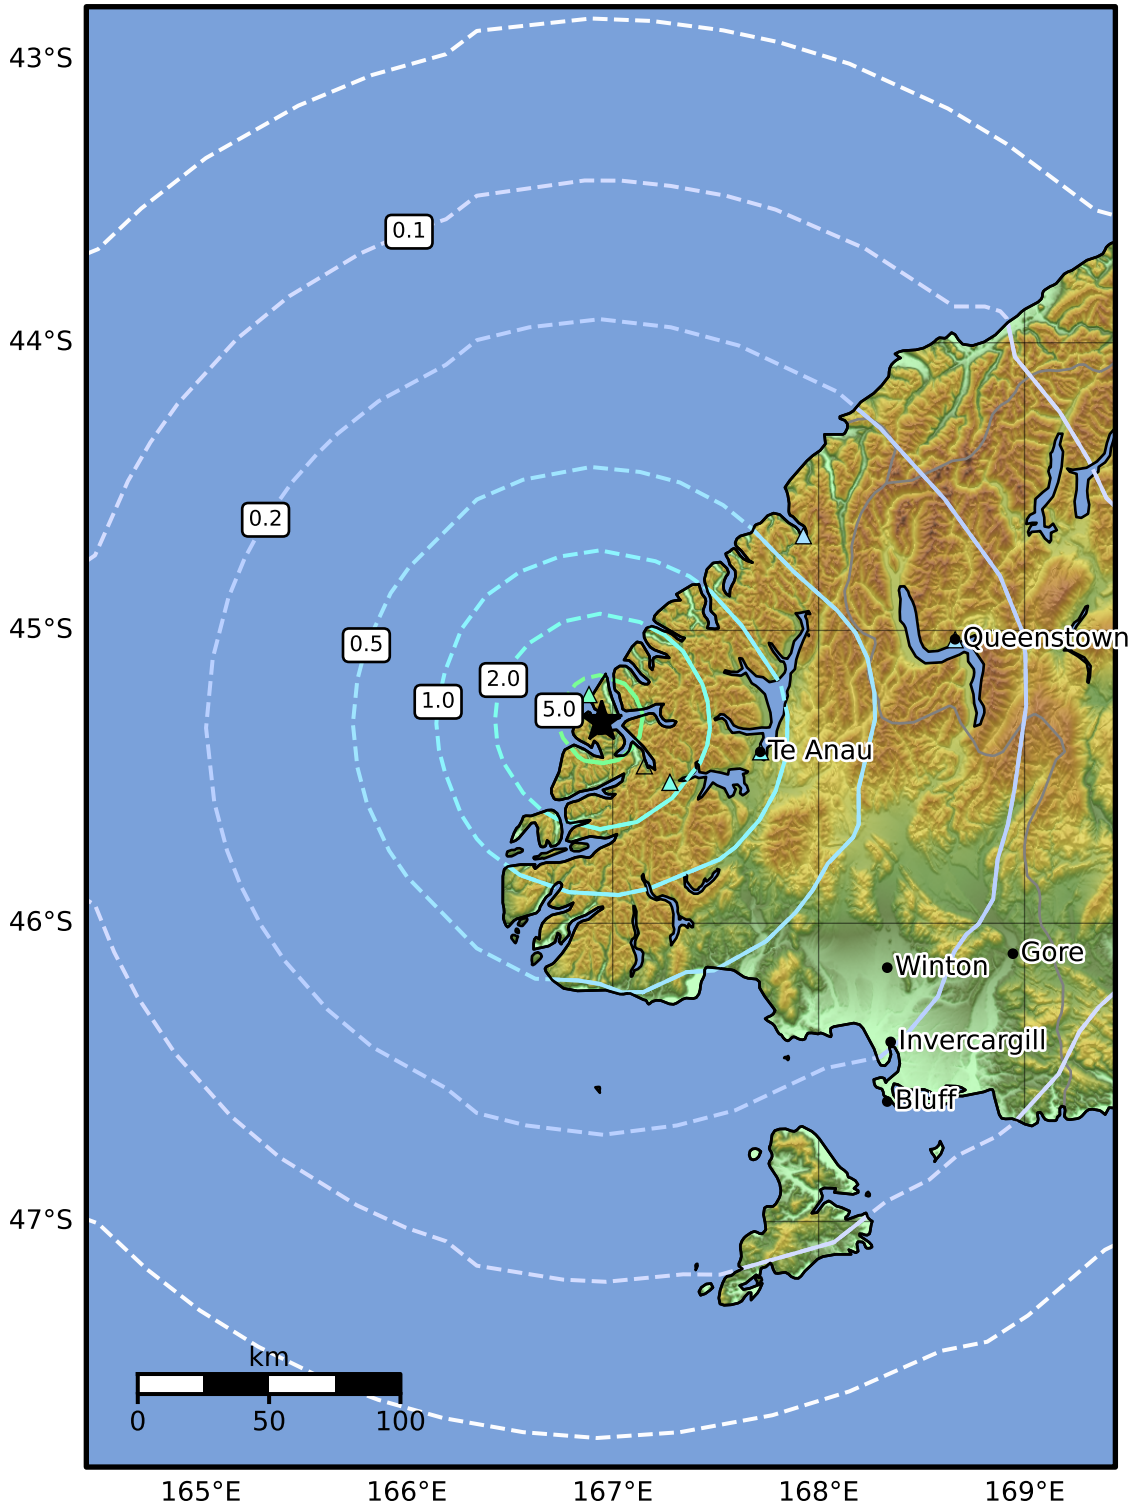 43°S
0.1
44°S
0.2
45°S
Queenstown
0.5
2.0
1.0
5.0
Te Anau
46°S
Gore
Winton
Invercargill
Bluff
47°S
km
0 50 100
165°E 166°E 167°E 168°E 169°E